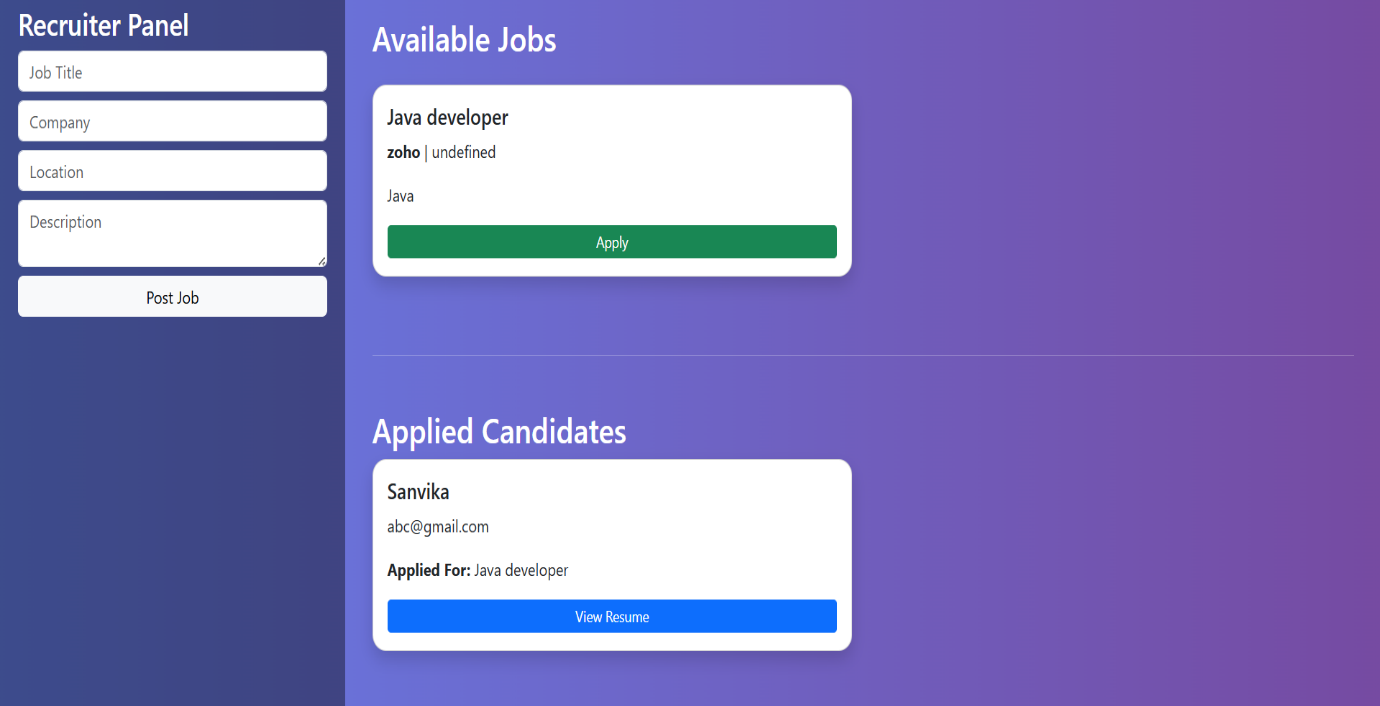 Recruiter Panel
Job Title
Company
Location
Description
Post Job
Available Jobs
Java developer
zoho | undefined
Java
Apply
Applied Candidates
Sanvika
abc@gmail.com
Applied For: Java developer
View Resume